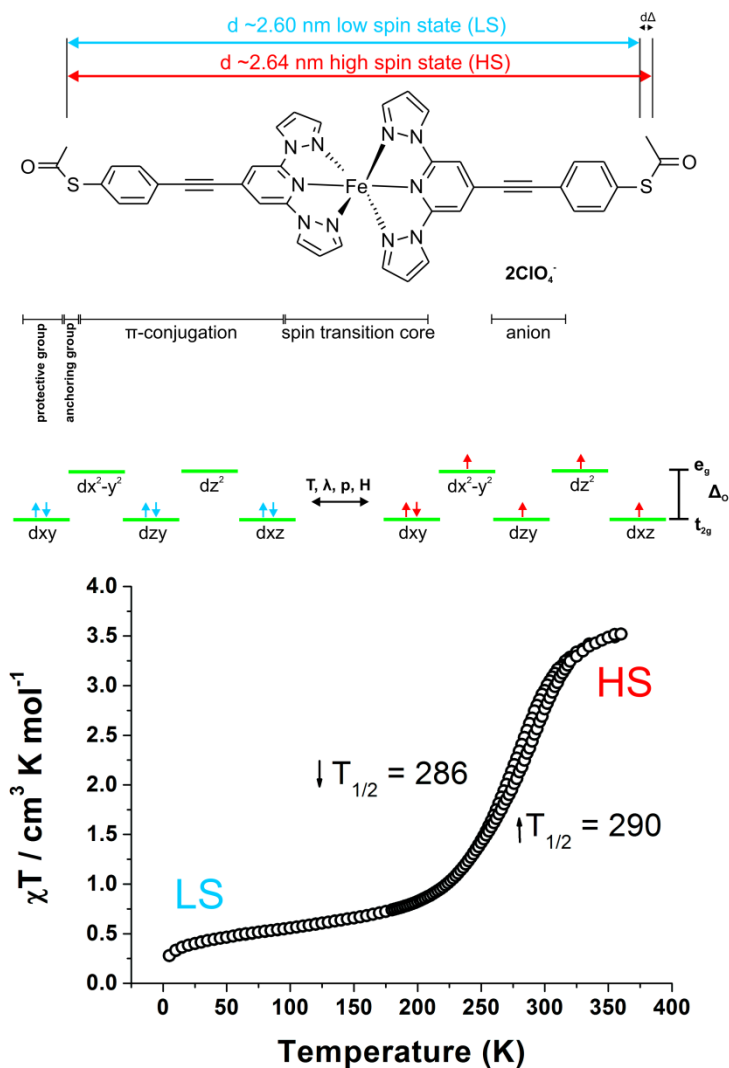 dΔ
d ~2.60 nm low spin state (LS)
d ~2.64 nm high spin state (HS)
O
S
N
N
N
N
N
Fe
N
N
N
N
N
S
O
2ClO₄⁻
protective group
anchoring group
π-conjugation
spin transition core
anion
dx²-y²
dz²
dxy
dzy
dxz
T, λ, p, H
dx²-y²
dz²
dxy
dzy
dxz
e_g
Δ_O
t_2g
4.0
3.5
3.0
2.5
2.0
1.5
1.0
0.5
0.0
χT / cm³ K mol⁻¹
HS
↓ T₁/₂ = 286
↑ T₁/₂ = 290
LS
0 50 100 150 200 250 300 350 400
Temperature (K)